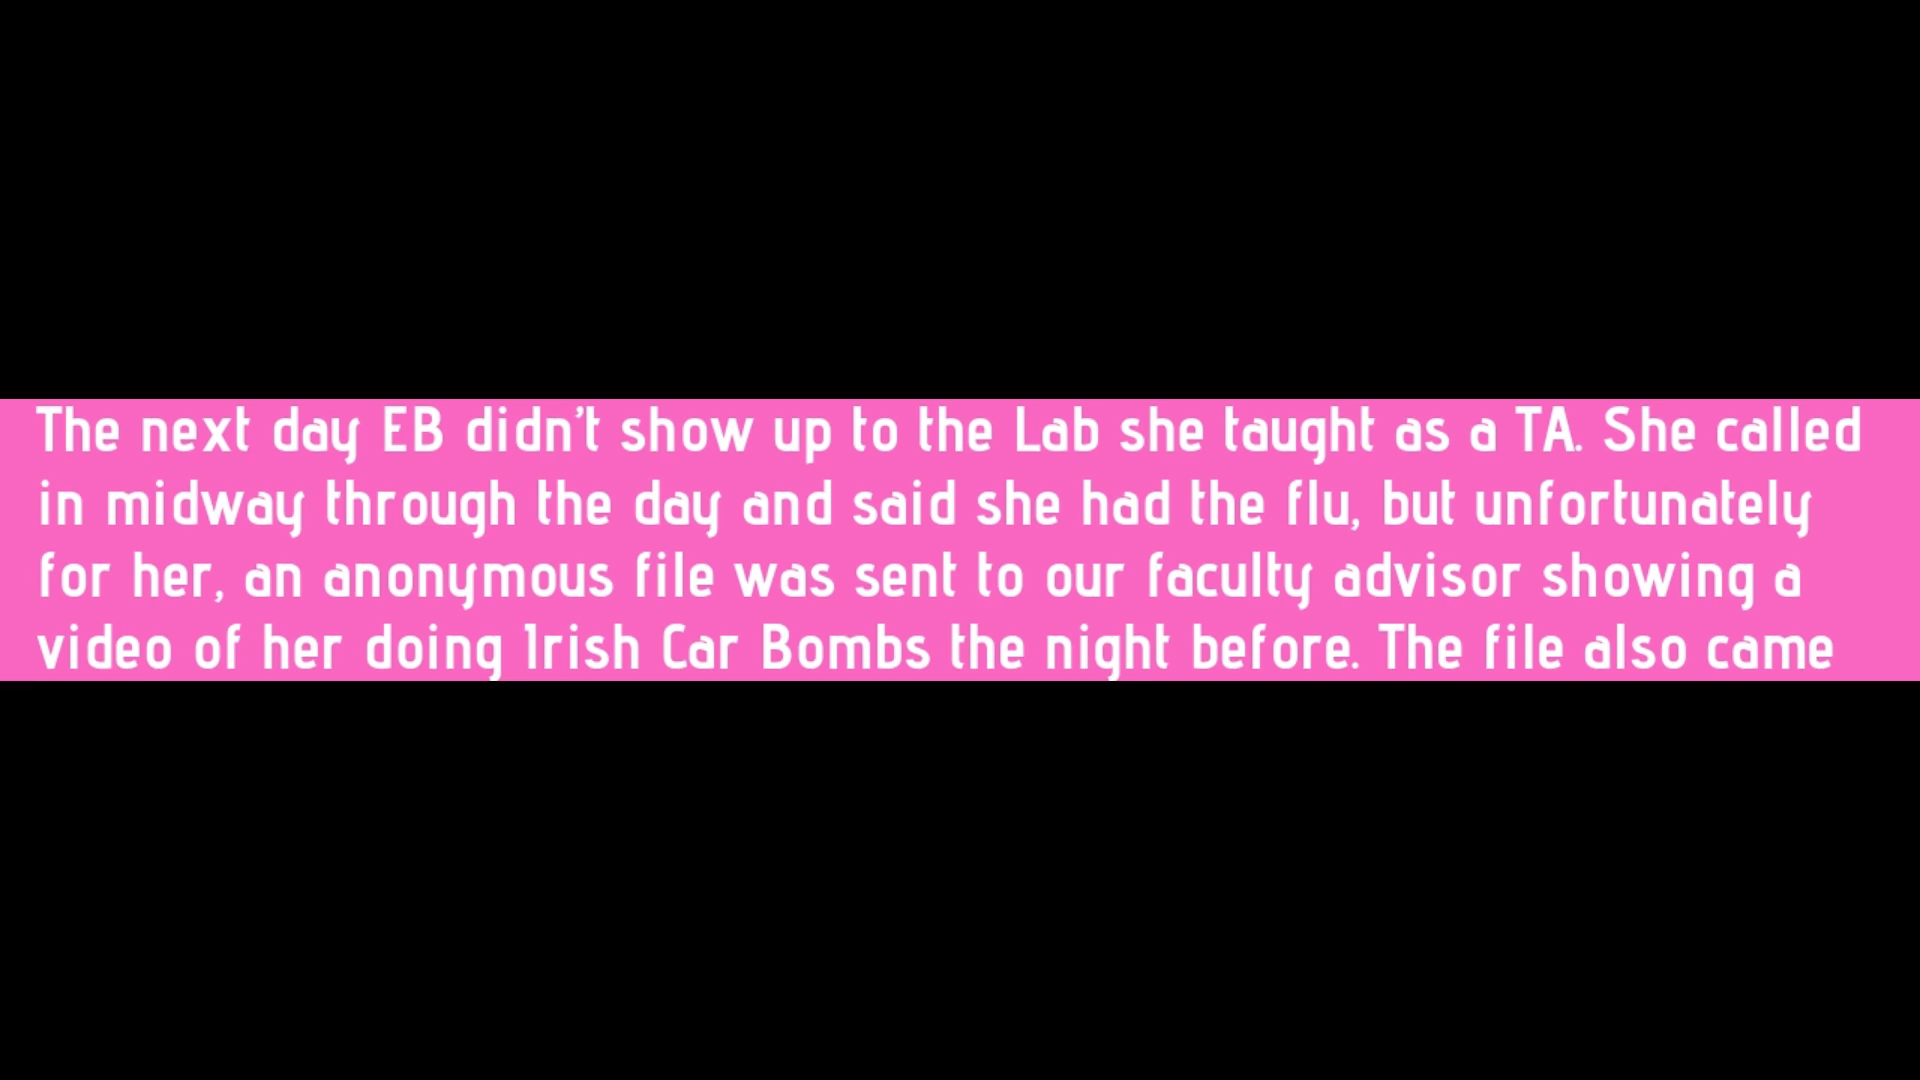 The next day EB didn't show up to the Lab she taught as a TA. She called
in midway through the day and said she had the flu, but unfortunately
for her, an anonymous file was sent to our faculty advisor showing a
video of her doing Irish Car Bombs the night before. The file also came